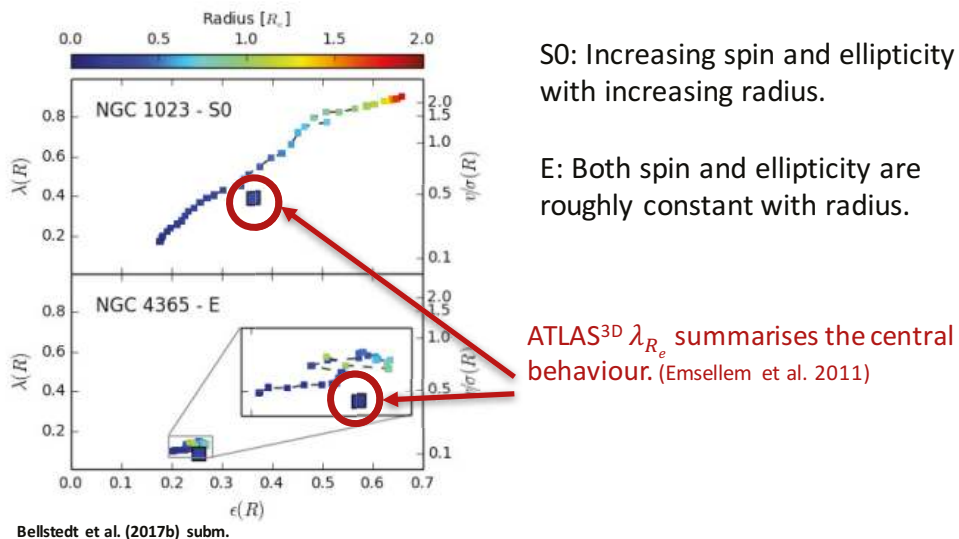 Radius [R_e]
0.0 0.5 1.0 1.5 2.0
NGC 1023 - S0
λ(R)
0.8
0.6
0.4
0.2
2.0
1.5
1.0
0.5
0.1
v/σ(R)
NGC 4365 - E
λ(R)
0.8
0.6
0.4
0.2
2.0
1.5
1.0
0.5
0.1
v/σ(R)
0.0 0.1 0.2 0.3 0.4 0.5 0.6 0.7
ϵ(R)
Bellstedt et al. (2017b) subm.
S0: Increasing spin and ellipticity
with increasing radius.
E: Both spin and ellipticity are
roughly constant with radius.
ATLAS³ᴰ λ_{R_e} summarises the central
behaviour. (Emsellem et al. 2011)